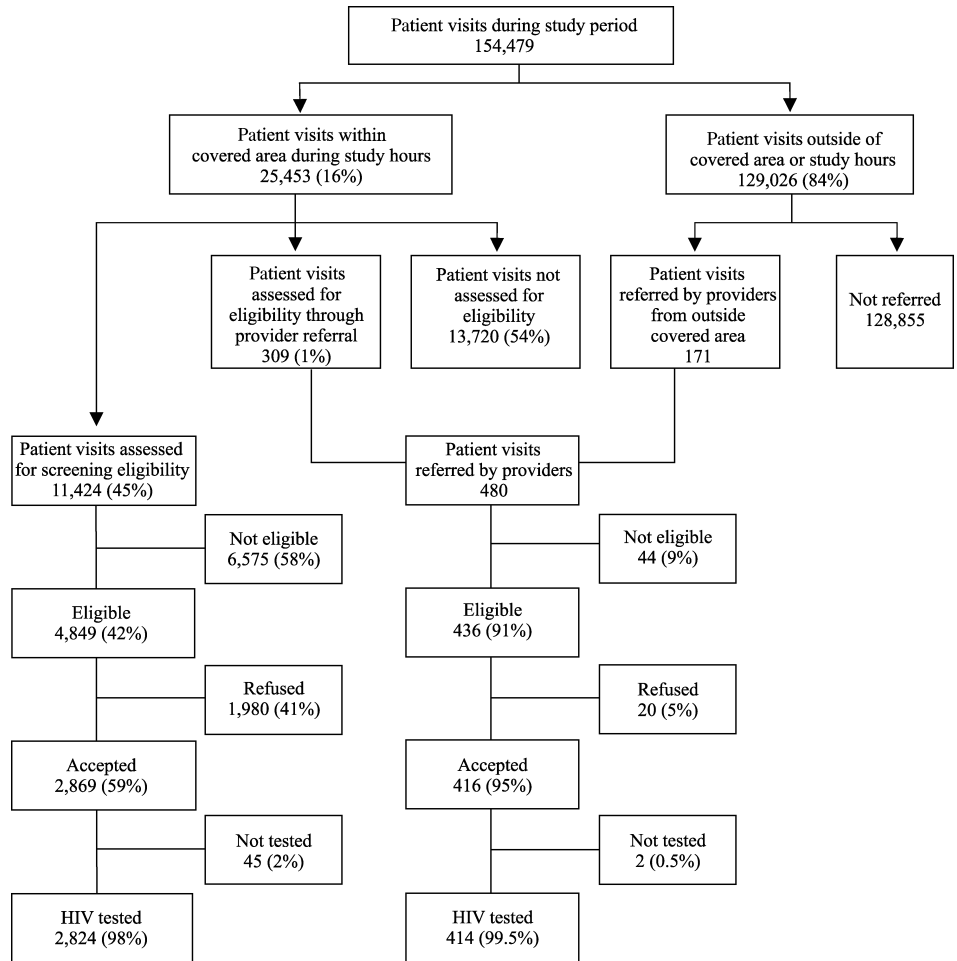 Patient visits during study period
154,479
Patient visits within
covered area during study hours
25,453 (16%)
Patient visits outside of
covered area or study hours
129,026 (84%)
Patient visits
assessed for
eligibility through
provider referral
309 (1%)
Patient visits not
assessed for
eligibility
13,720 (54%)
Patient visits
referred by providers
from outside
covered area
171
Not referred
128,855
Patient visits assessed
for screening eligibility
11,424 (45%)
Patient visits
referred by providers
480
Not eligible
6,575 (58%)
Not eligible
44 (9%)
Eligible
4,849 (42%)
Eligible
436 (91%)
Refused
1,980 (41%)
Refused
20 (5%)
Accepted
2,869 (59%)
Accepted
416 (95%)
Not tested
45 (2%)
Not tested
2 (0.5%)
HIV tested
2,824 (98%)
HIV tested
414 (99.5%)